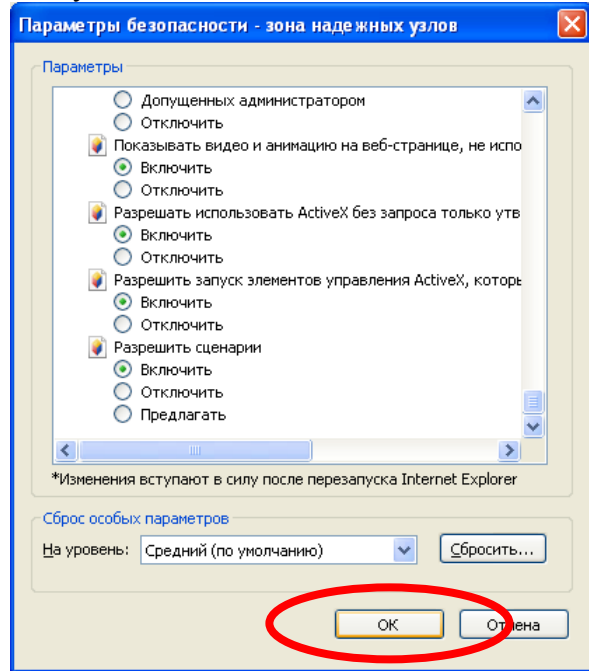 Параметры безопасности - зона надежных узлов
Параметры
Допущенных администратором
Отключить
Показывать видео и анимацию на веб-странице, не испо
Включить
Отключить
Разрешать использовать ActiveX без запроса только утв
Включить
Отключить
Разрешить запуск элементов управления ActiveX, которы
Включить
Отключить
Разрешить сценарии
Включить
Отключить
Предлагать
*Изменения вступают в силу после перезапуска Internet Explorer
Сброс особых параметров
На уровень: Средний (по умолчанию) Сбросить...
ОК Отмена